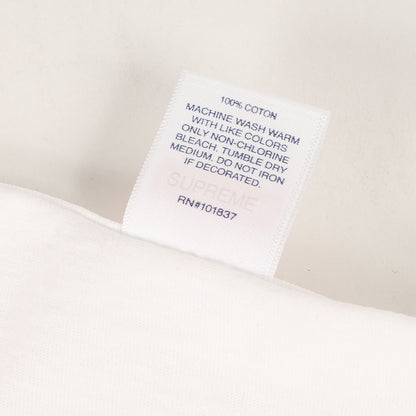 100% COTON
MACHINE WASH WARM
WITH LIKE COLORS
ONLY NON-CHLORINE
BLEACH. TUMBLE DRY
MEDIUM. DO NOT IRON
IF DECORATED.
SUPREME
RN#101837